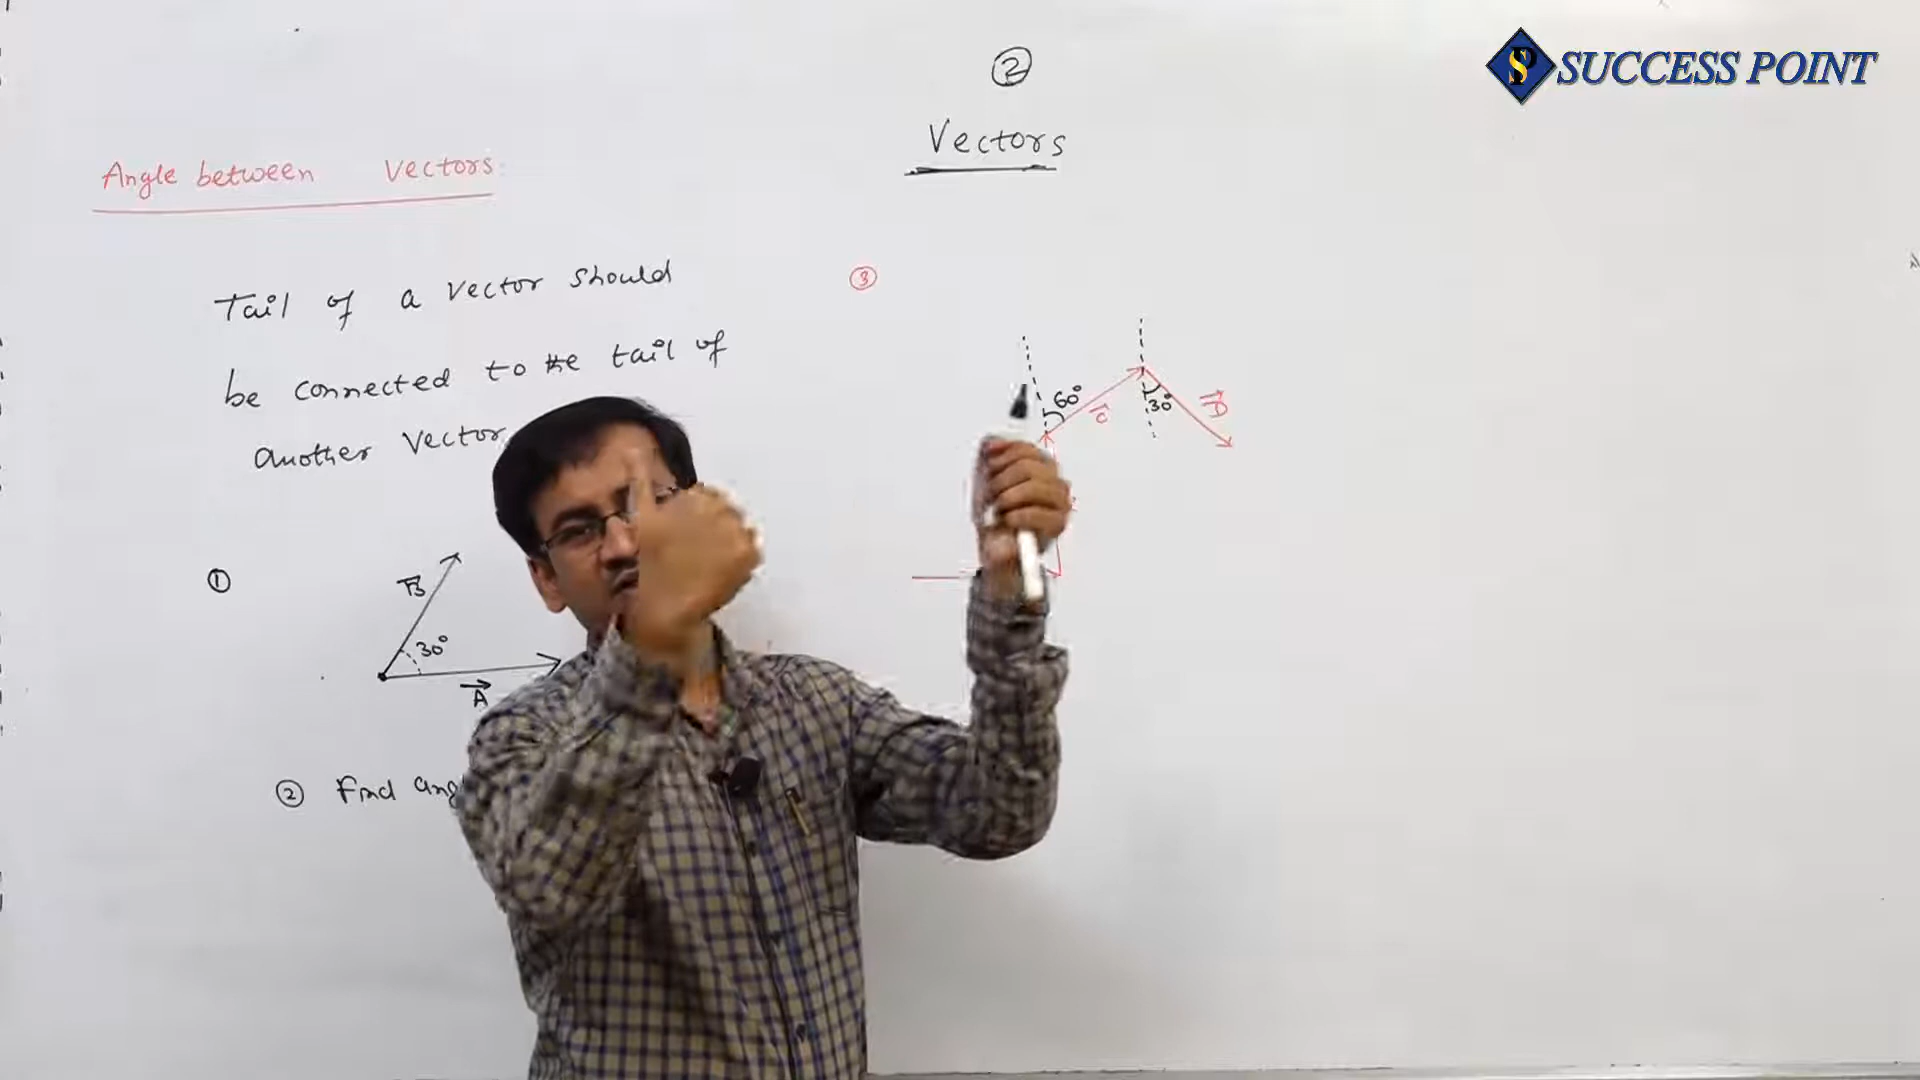 SUCCESS POINT
②
Vectors
Angle between Vectors
Tail of a vector should
be connected to the tail of
another vector
①
B
30°
A
② Find
③
60°
C
30°
D